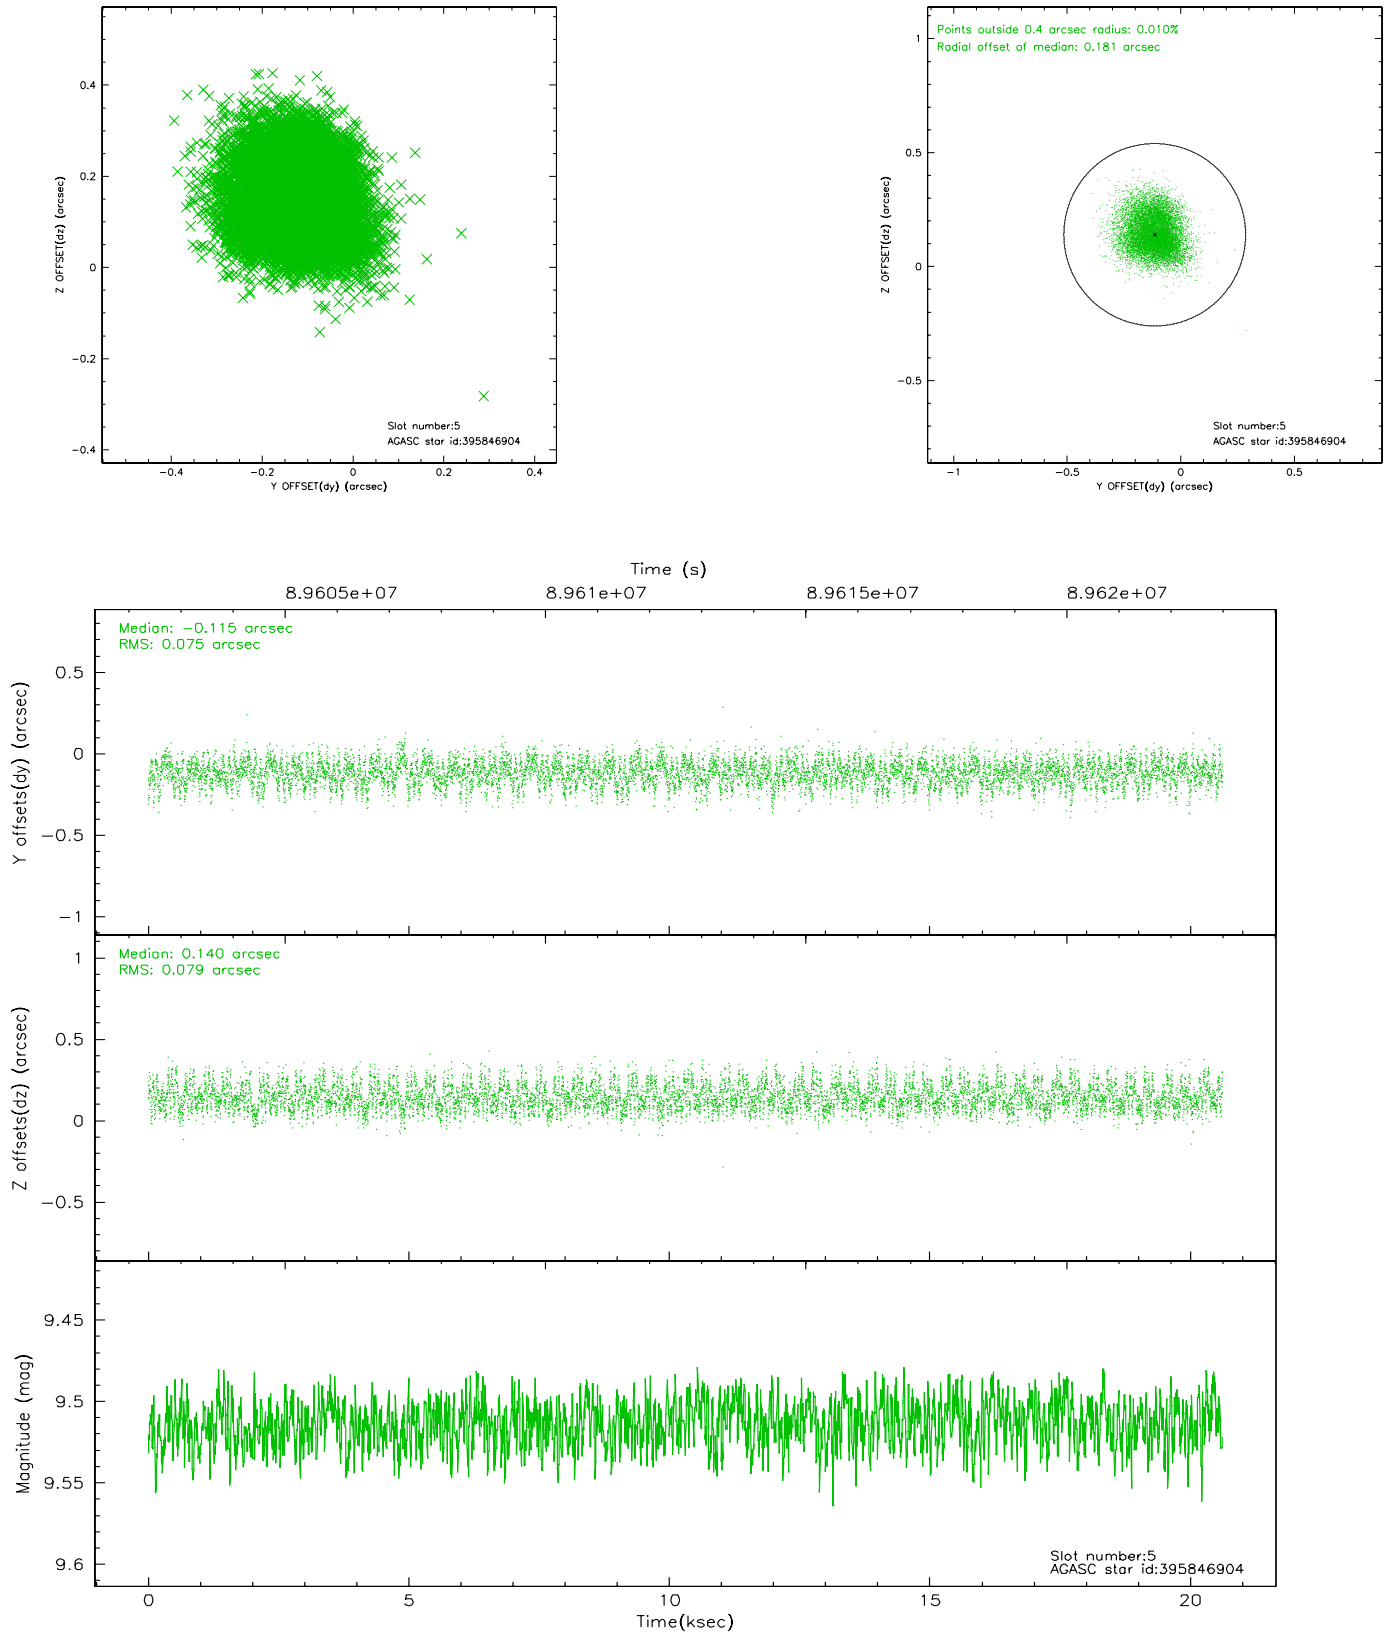 0.4
0.2
0
−0.2
−0.4
Z OFFSET(dz) (arcsec)
−0.4
−0.2
0
0.2
0.4
Y OFFSET(dy) (arcsec)
Slot number:5
AGASC star id:395846904
Points outside 0.4 arcsec radius: 0.010%
Radial offset of median: 0.181 arcsec
1
0.5
0
−0.5
Z OFFSET(dz) (arcsec)
−1
−0.5
0
0.5
Y OFFSET(dy) (arcsec)
Slot number:5
AGASC star id:395846904
Time (s)
8.9605e+07
8.961e+07
8.9615e+07
8.962e+07
Median: −0.115 arcsec
RMS: 0.075 arcsec
0.5
0
−0.5
−1
Y offsets(dy) (arcsec)
Median: 0.140 arcsec
RMS: 0.079 arcsec
1
0.5
0
−0.5
Z offsets(dz) (arcsec)
9.45
9.5
9.55
9.6
Magnitude (mag)
Slot number:5
AGASC star id:395846904
0
5
10
15
20
Time(ksec)